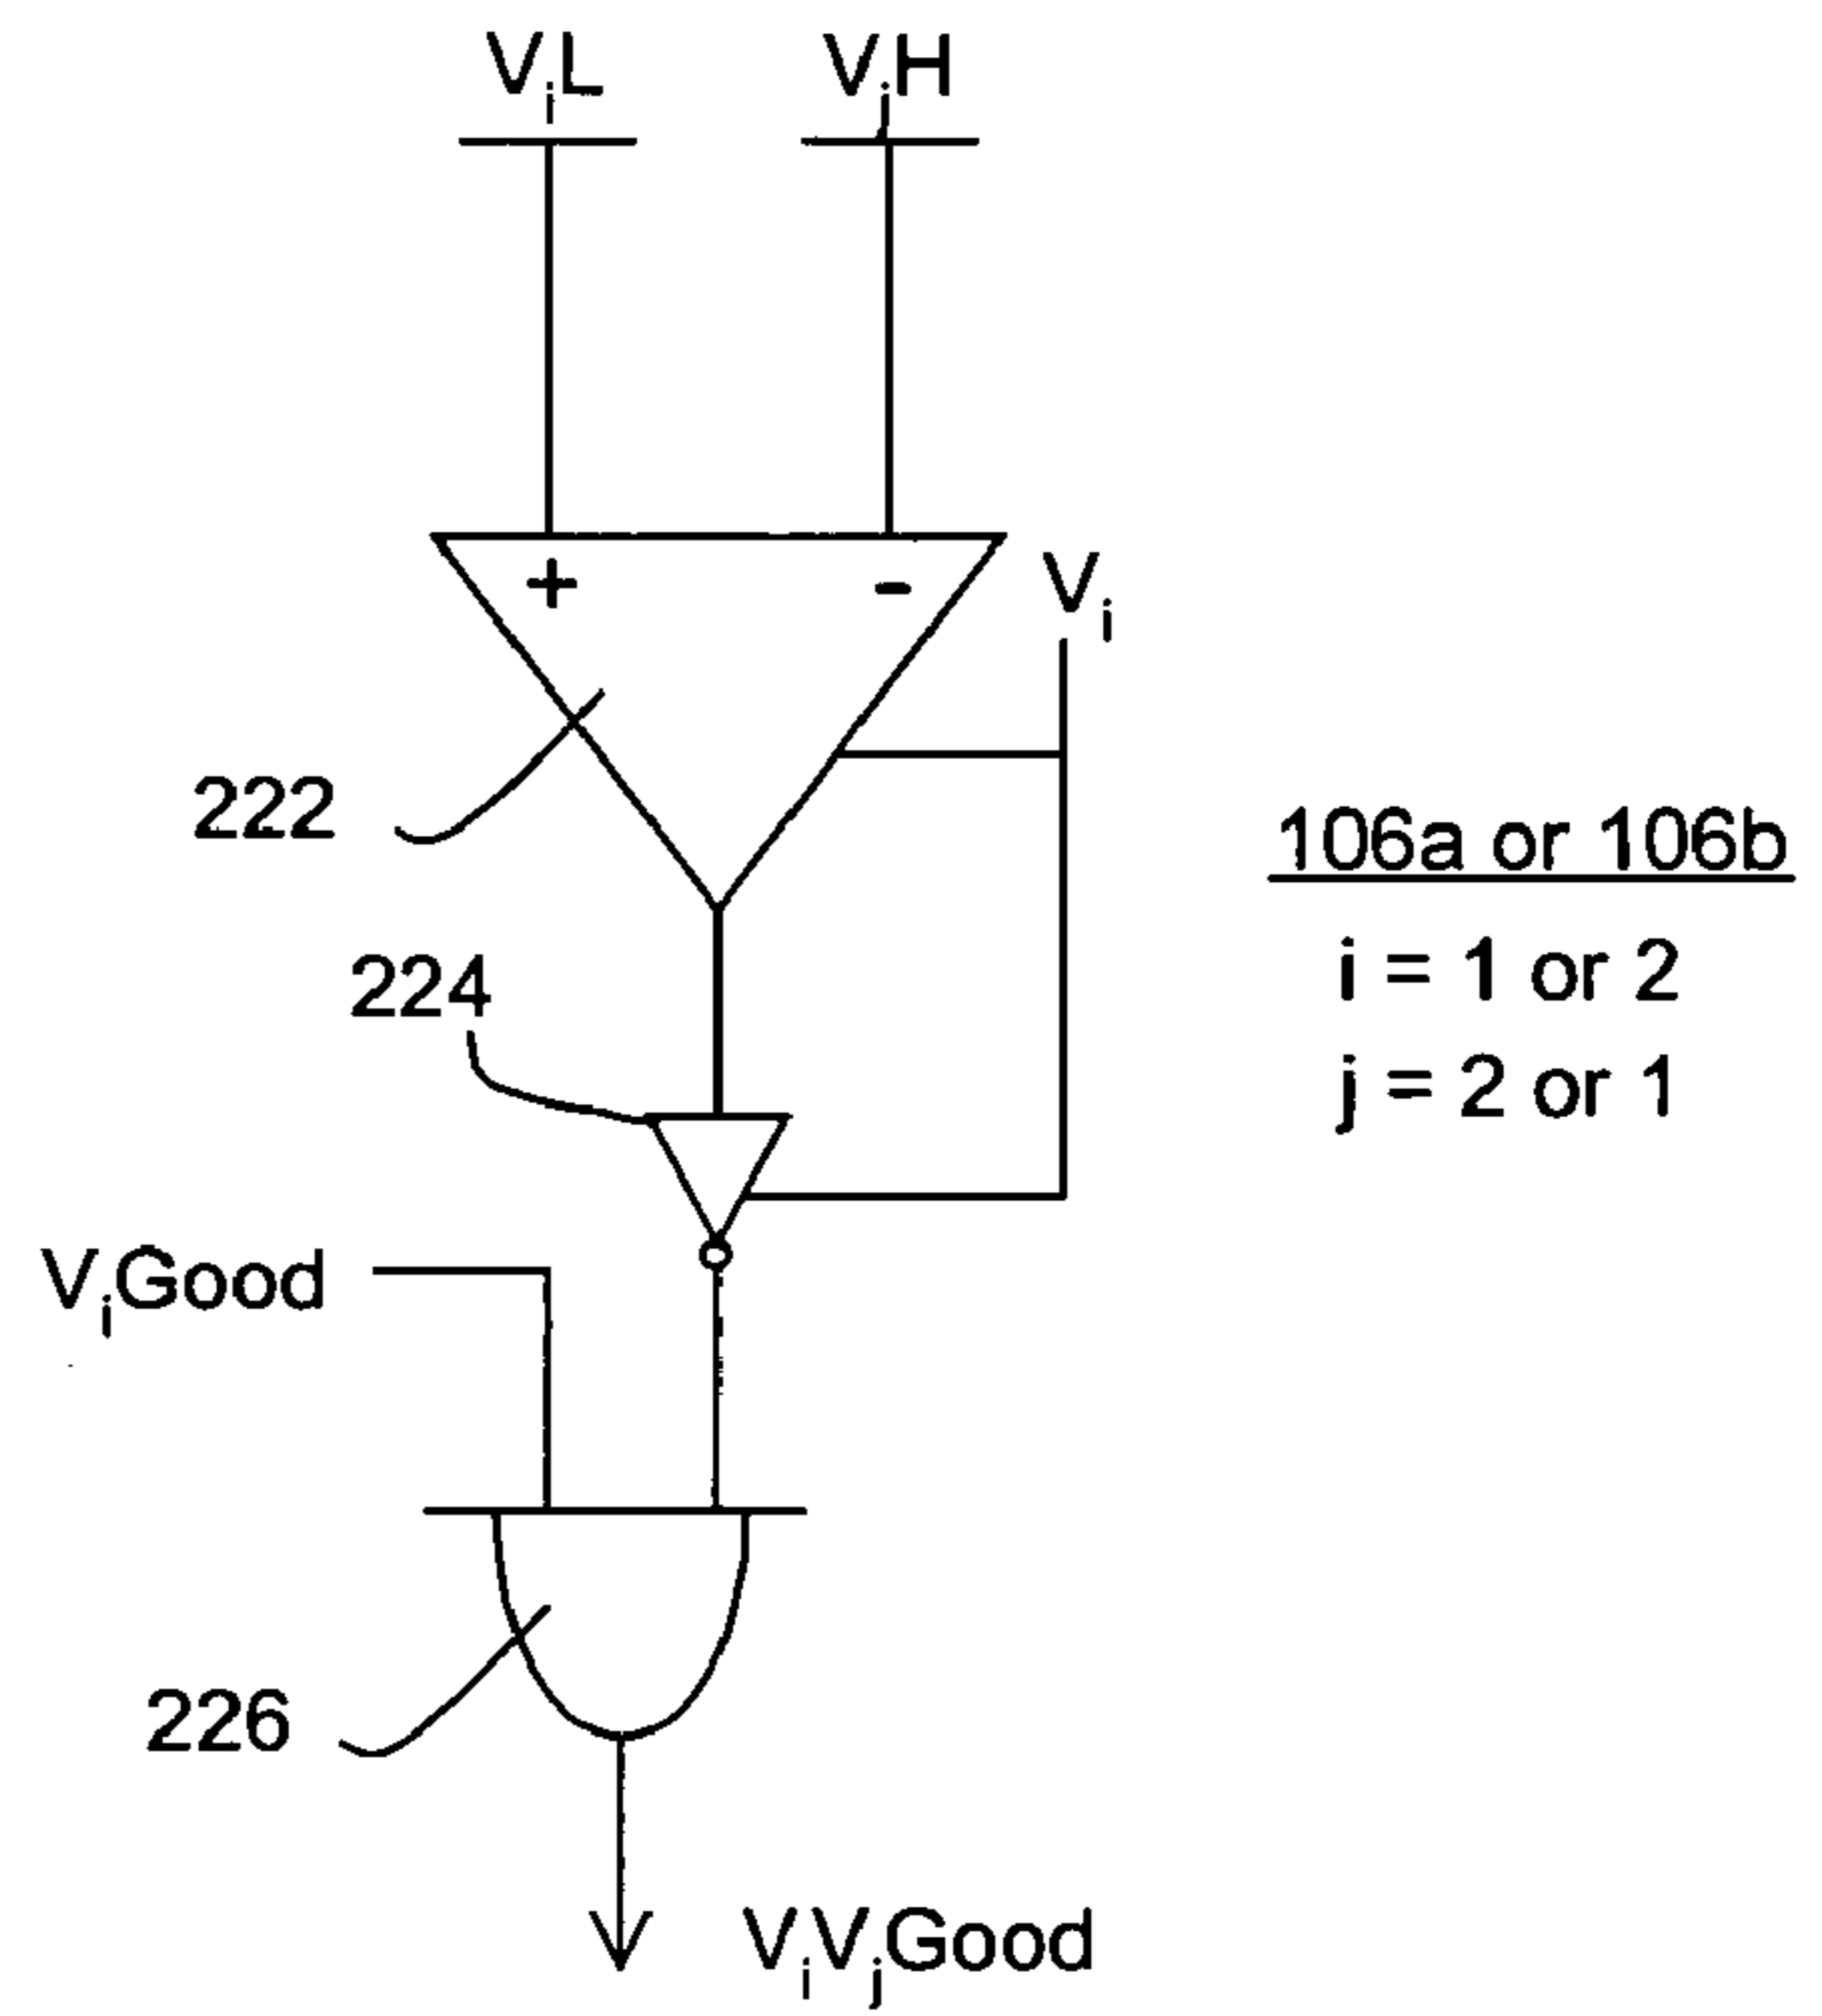 ViL
VjH
+
-
Vi
222
106a or 106b
i = 1 or 2
j = 2 or 1
224
ViGood
226
ViVjGood